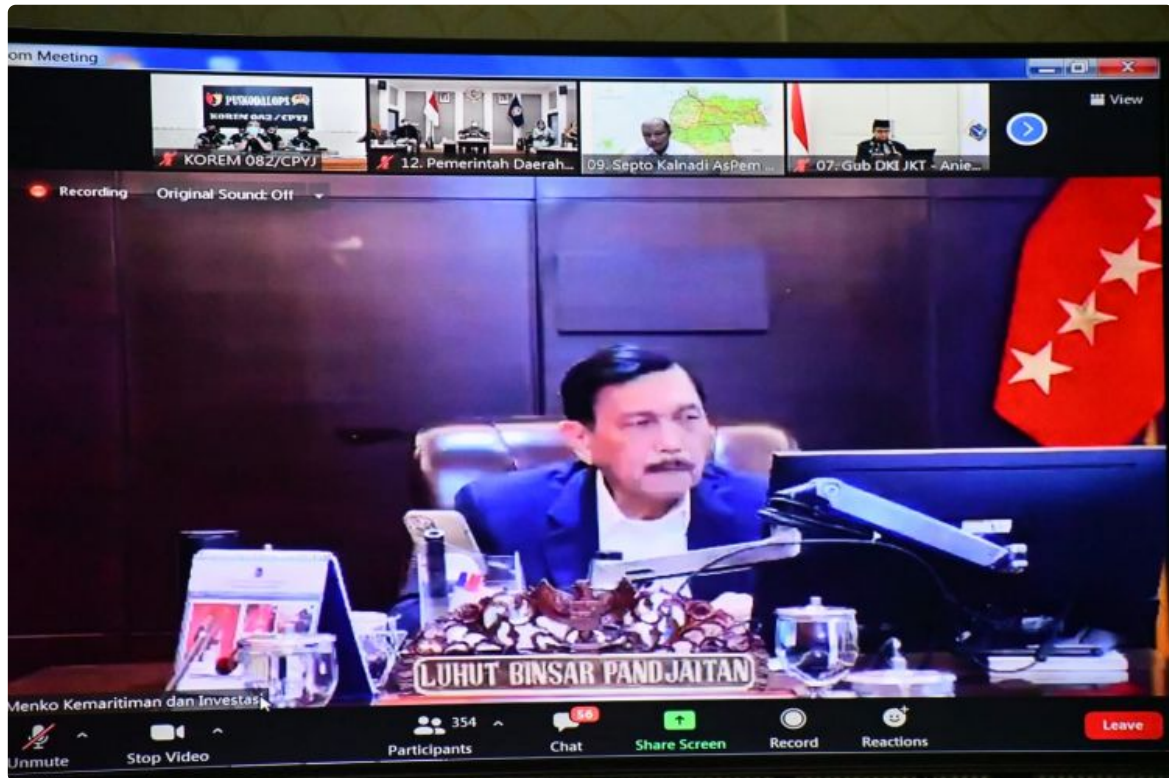 om Meeting
View
PUSKODALOPS
KOREM 082/CPYJ
KOREM 082/CPYJ
12. Pemerintah Daerah...
09. Septo Kalnadi AsPem ...
07. Gub DKI JKT - Anie...
Recording
Original Sound: Off
LUHUT BINSAR PANDJAITAN
Menko Kemaritiman dan Investasi
Unmute
Stop Video
354
Participants
56
Chat
Share Screen
Record
Reactions
Leave